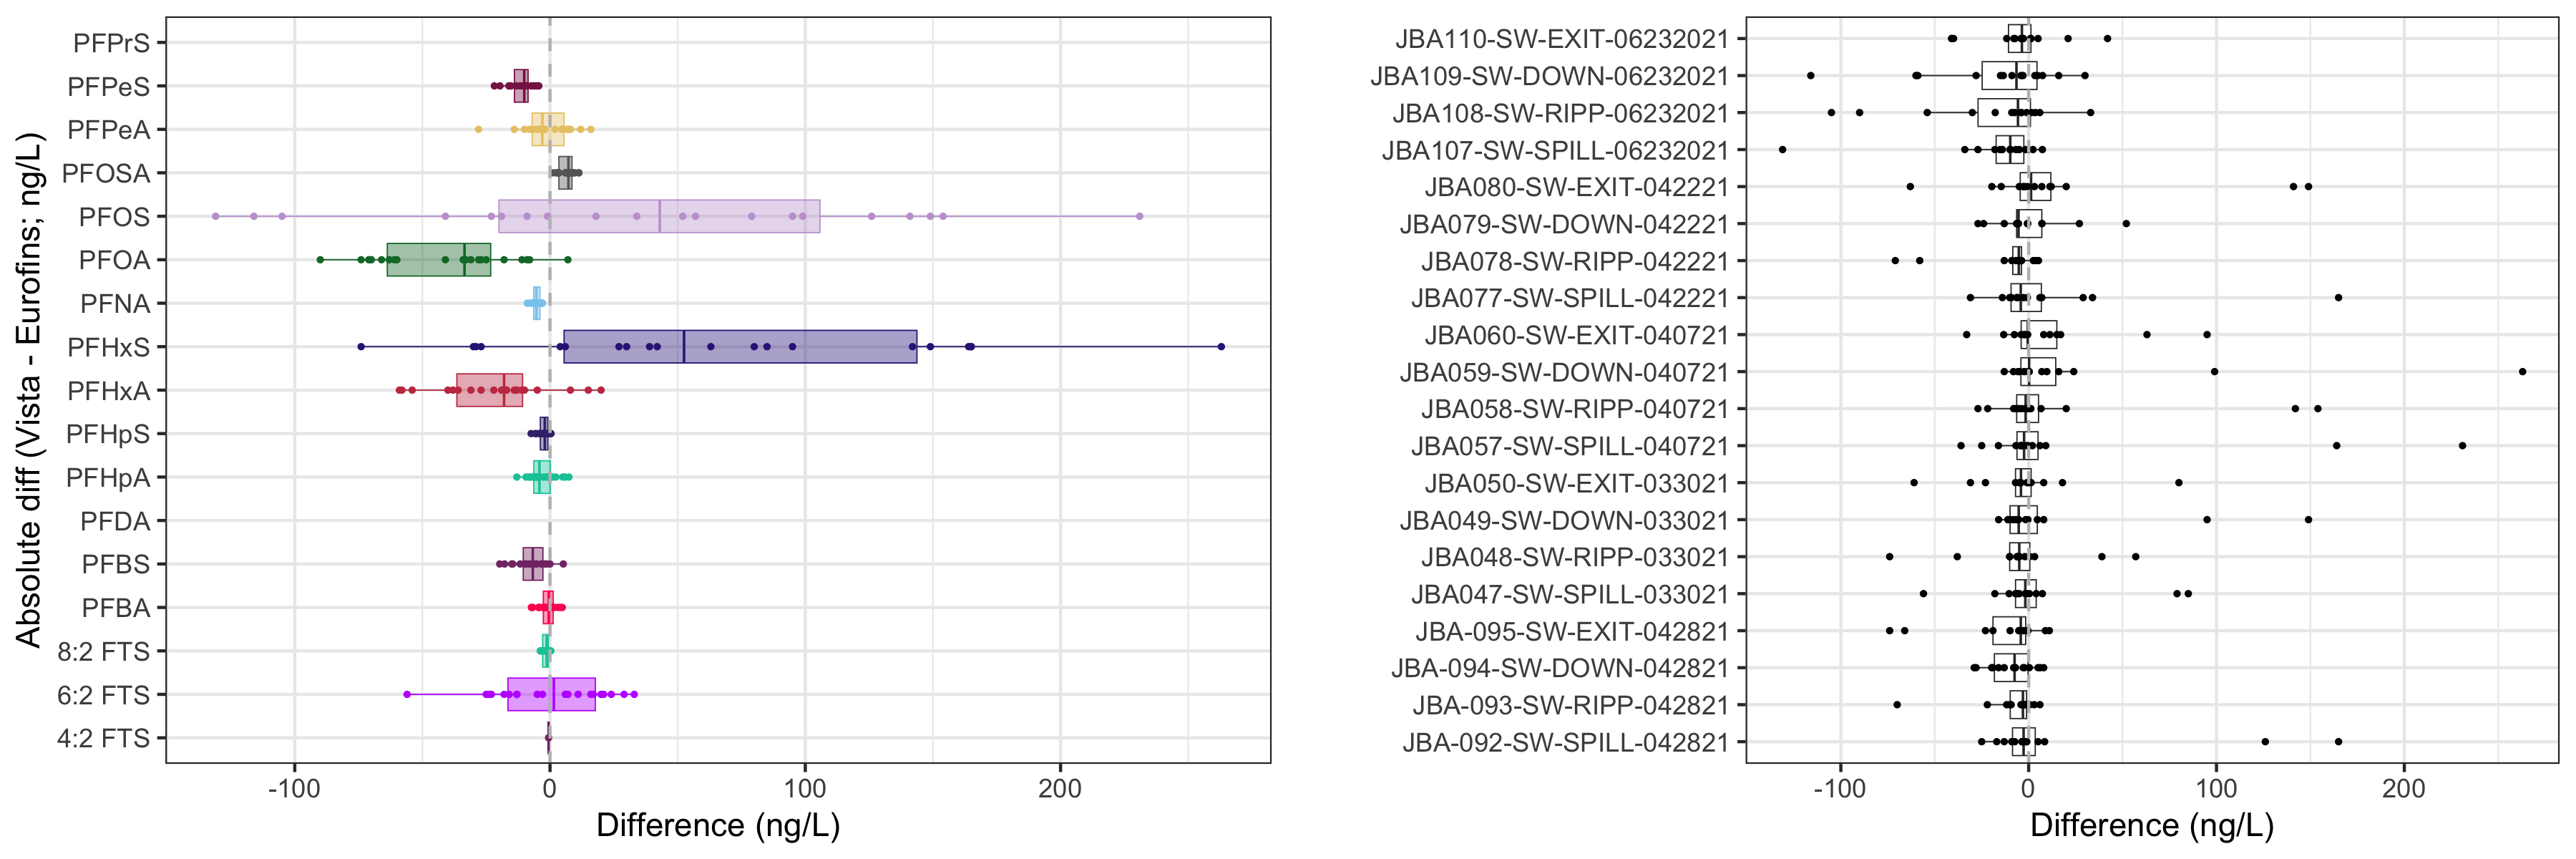 Absolute diff (Vista - Eurofins; ng/L)
PFPrS
PFPeS
PFPeA
PFOSA
PFOS
PFOA
PFNA
PFHxS
PFHxA
PFHpS
PFHpA
PFDA
PFBS
PFBA
8:2 FTS
6:2 FTS
4:2 FTS
-100 0 100 200
Difference (ng/L)
JBA110-SW-EXIT-06232021
JBA109-SW-DOWN-06232021
JBA108-SW-RIPP-06232021
JBA107-SW-SPILL-06232021
JBA080-SW-EXIT-042221
JBA079-SW-DOWN-042221
JBA078-SW-RIPP-042221
JBA077-SW-SPILL-042221
JBA060-SW-EXIT-040721
JBA059-SW-DOWN-040721
JBA058-SW-RIPP-040721
JBA057-SW-SPILL-040721
JBA050-SW-EXIT-033021
JBA049-SW-DOWN-033021
JBA048-SW-RIPP-033021
JBA047-SW-SPILL-033021
JBA-095-SW-EXIT-042821
JBA-094-SW-DOWN-042821
JBA-093-SW-RIPP-042821
JBA-092-SW-SPILL-042821
-100 0 100 200
Difference (ng/L)